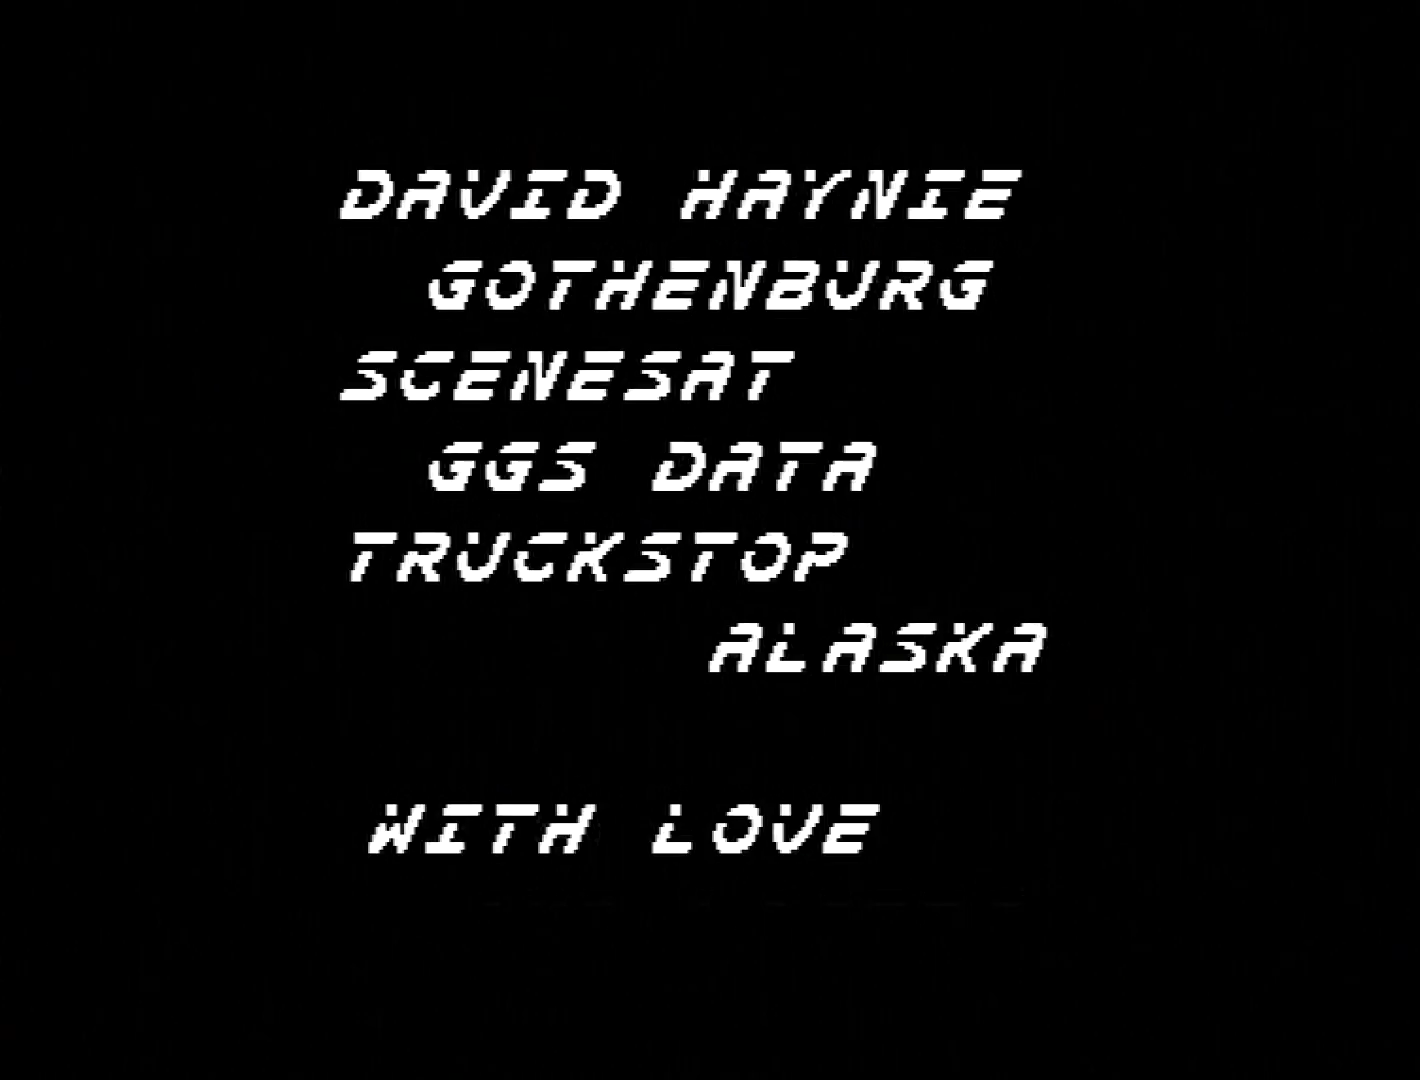 DAVID HAYNIE
GOTHENBURG
SCENESAT
GGS DATA
TRUCKSTOP
ALASKA
WITH LOVE